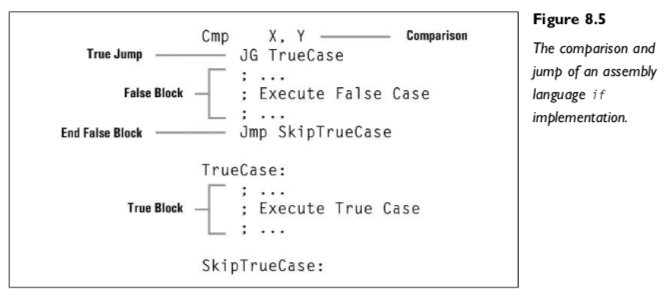 Cmp X, Y Comparison
True Jump JG TrueCase
; ...
False Block ; Execute False Case
; ...
End False Block Jmp SkipTrueCase
TrueCase:
; ...
True Block ; Execute True Case
; ...
SkipTrueCase:
Figure 8.5
The comparison and
jump of an assembly
language if
implementation.